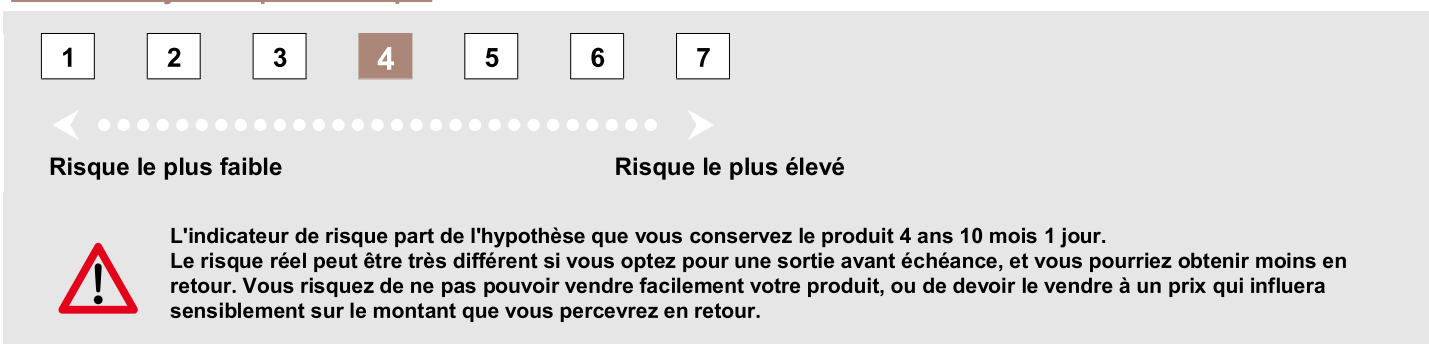 1 2 3 4 5 6 7
Risque le plus faible Risque le plus élevé
L'indicateur de risque part de l'hypothèse que vous conservez le produit 4 ans 10 mois 1 jour.
Le risque réel peut être très différent si vous optez pour une sortie avant échéance, et vous pourriez obtenir moins en
retour. Vous risquez de ne pas pouvoir vendre facilement votre produit, ou de devoir le vendre à un prix qui influera
sensiblement sur le montant que vous percevrez en retour.